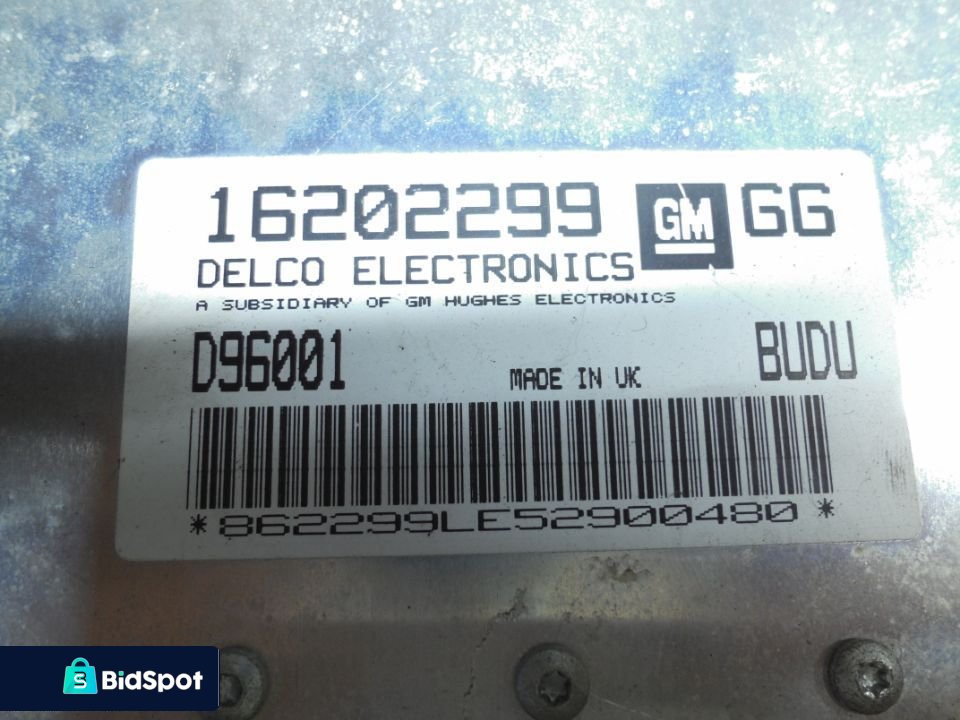 16202299 GM GG
DELCO ELECTRONICS
A SUBSIDIARY OF GM HUGHES ELECTRONICS
D96001 MADE IN UK BUDU
*862299LE52900480*
S BidSpot